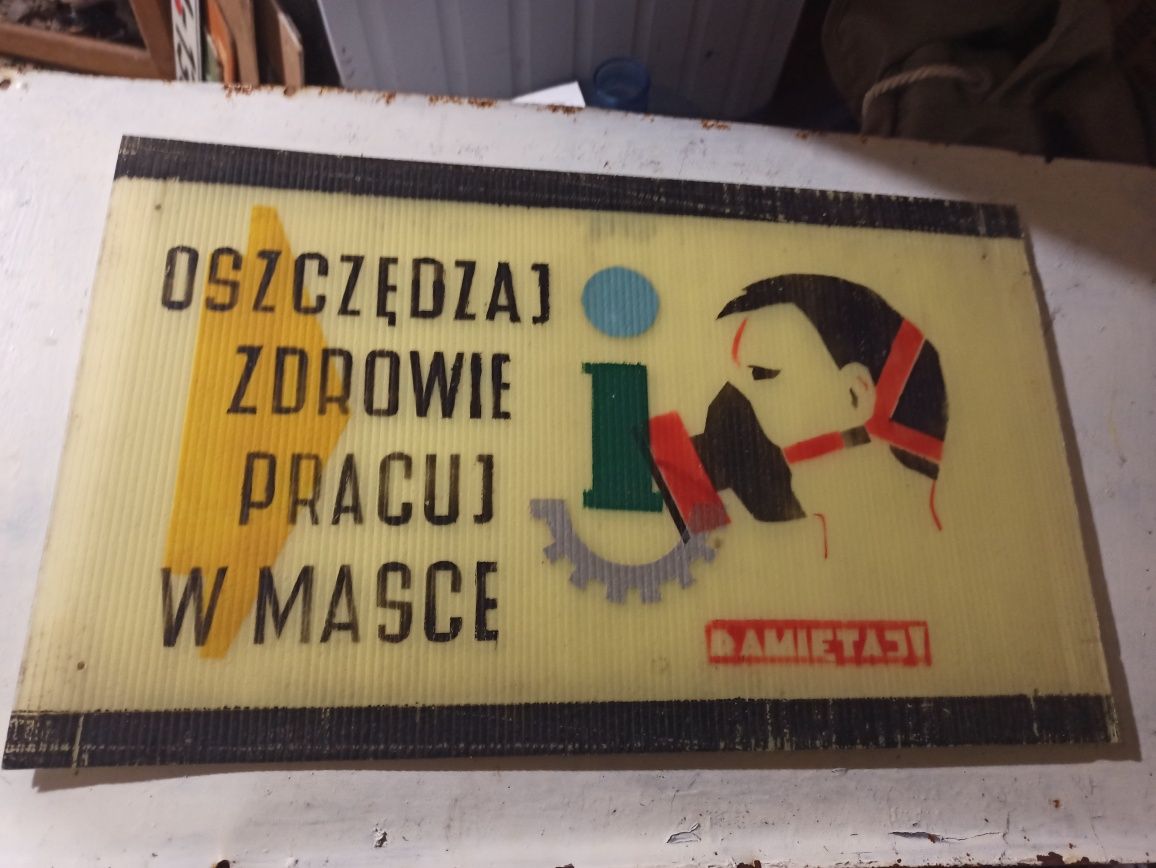 OSZCZĘDZAJ
ZDROWIE
PRACUJ
W MASCE
i
PAMIĘTAJ!